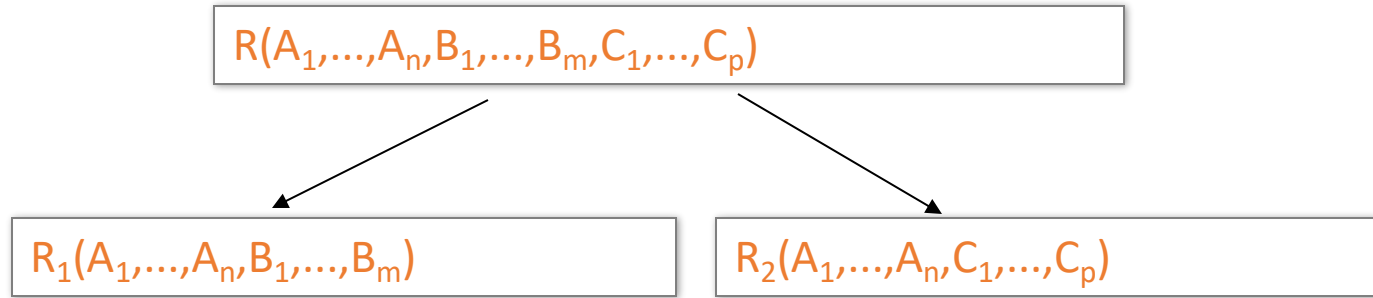 R(A₁,...,Aₙ,B₁,...,Bₘ,C₁,...,Cₚ)
R₁(A₁,...,Aₙ,B₁,...,Bₘ)
R₂(A₁,...,Aₙ,C₁,...,Cₚ)